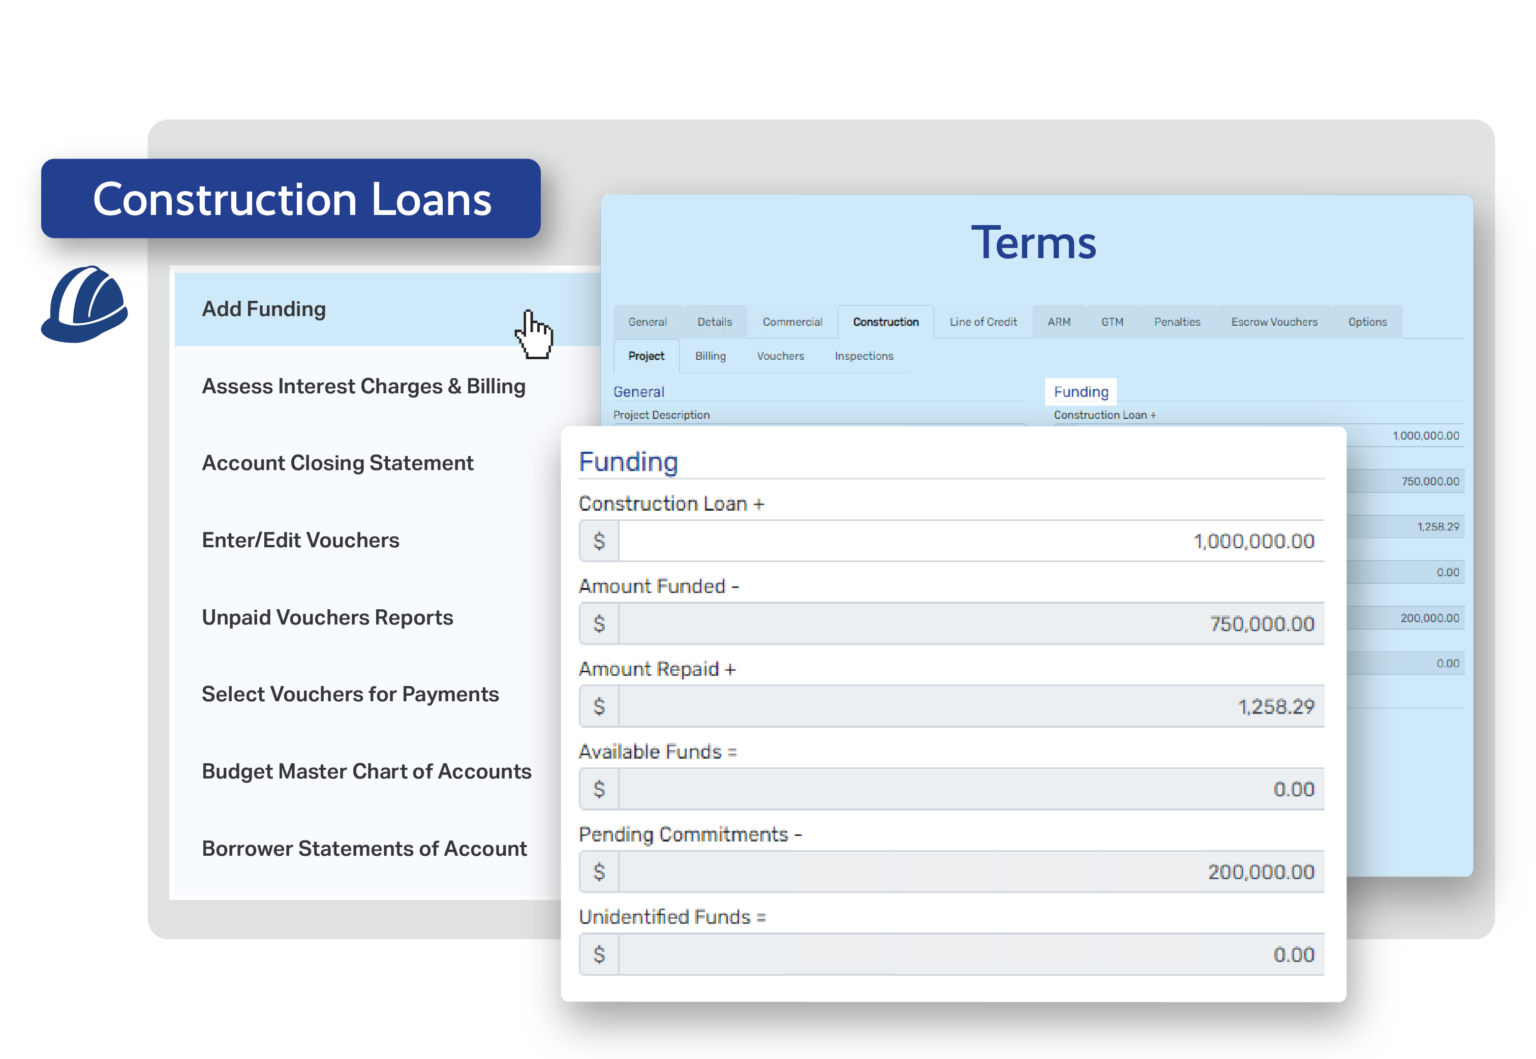 Construction Loans
Add Funding
Assess Interest Charges & Billing
Account Closing Statement
Enter/Edit Vouchers
Unpaid Vouchers Reports
Select Vouchers for Payments
Budget Master Chart of Accounts
Borrower Statements of Account
Terms
General Details Commercial Construction Line of Credit ARM GTM Penalties Escrow Vouchers Options
Project Billing Vouchers Inspections
General
Project Description
Funding
Construction Loan +
1,000,000.00
750,000.00
1,258.29
0.00
200,000.00
0.00
Funding
Construction Loan +
$ 1,000,000.00
Amount Funded -
$ 750,000.00
Amount Repaid +
$ 1,258.29
Available Funds =
$ 0.00
Pending Commitments -
$ 200,000.00
Unidentified Funds =
$ 0.00